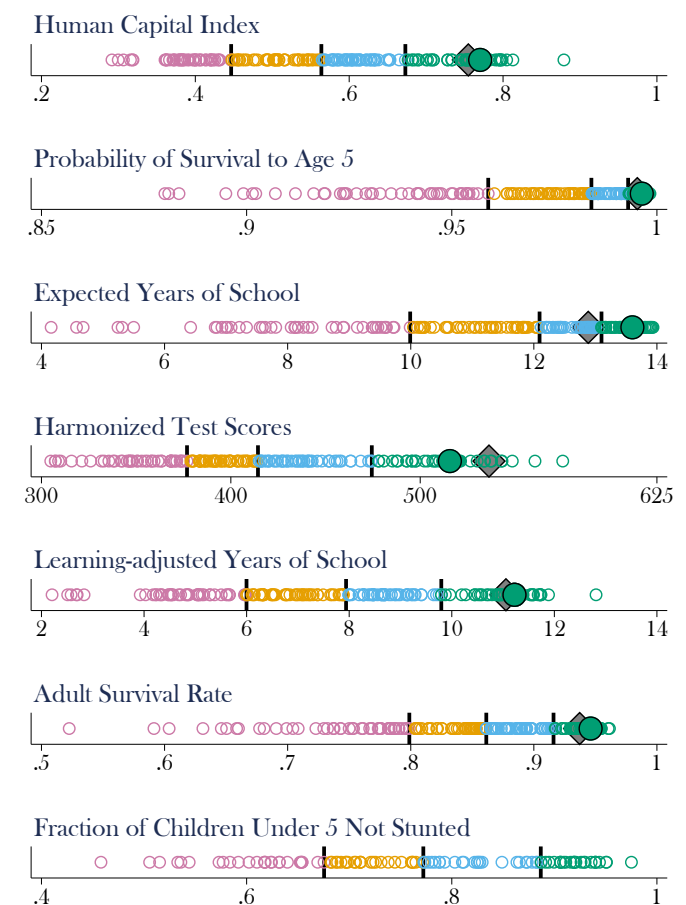 Human Capital Index
.2 .4 .6 .8 1
Probability of Survival to Age 5
.85 .9 .95 1
Expected Years of School
4 6 8 10 12 14
Harmonized Test Scores
300 400 500 625
Learning-adjusted Years of School
2 4 6 8 10 12 14
Adult Survival Rate
.5 .6 .7 .8 .9 1
Fraction of Children Under 5 Not Stunted
.4 .6 .8 1